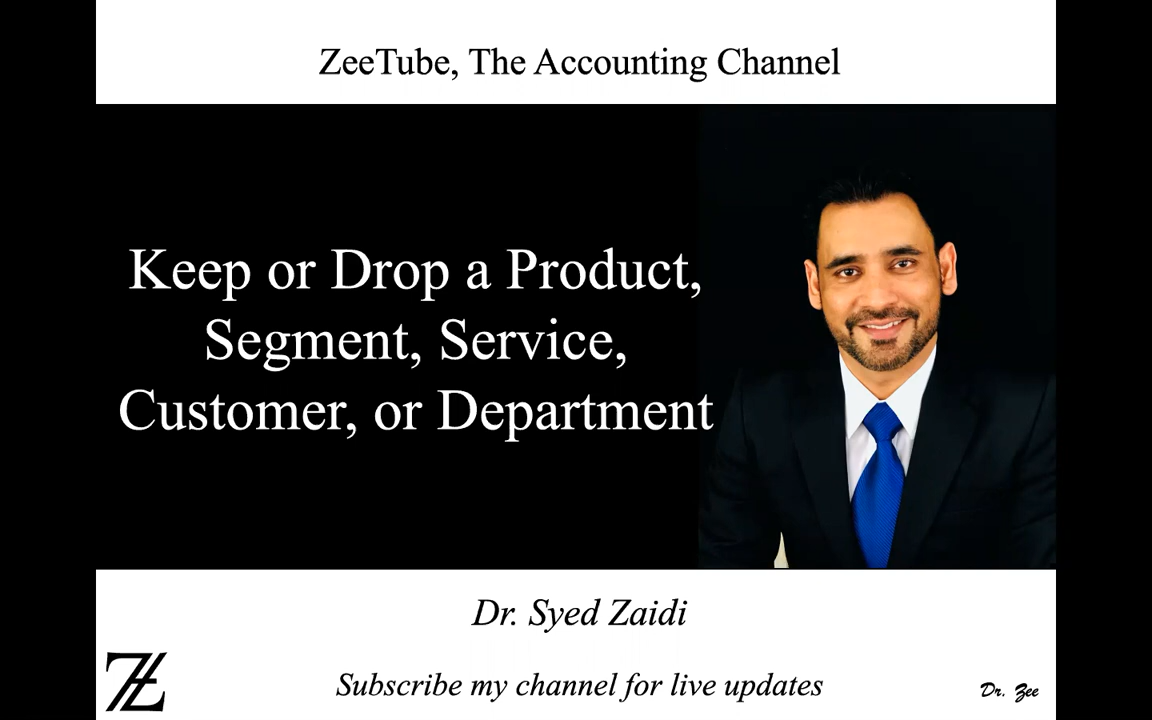 ZeeTube, The Accounting Channel
Keep or Drop a Product,
Segment, Service,
Customer, or Department
Dr. Syed Zaidi
Subscribe my channel for live updates
Dr. Zee